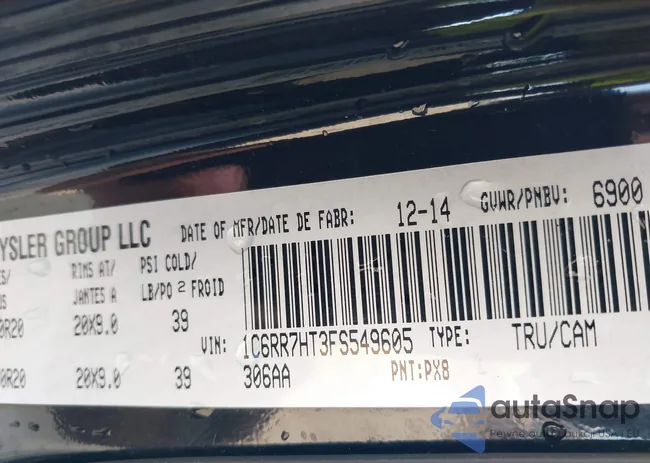 YSLER GROUP LLC DATE OF MFR/DATE DE FABR: 12-14 GVWR/PNBV: 6900
RIMS AT/ PSI COLD/
JANTES A LB/PO 2 FROID
0R20 20X9.0 39
VIN: 1C6RR7HT3FS549605 TYPE: TRU/CAM
0R20 20X9.0 39 306AA PNT:PX8
autoSnap